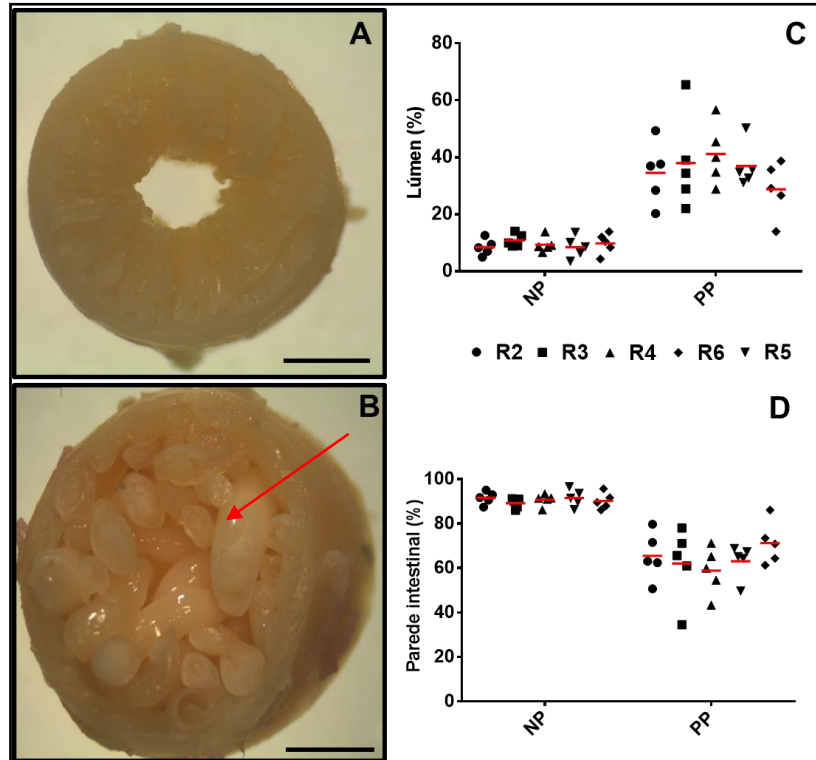 A
B
C
Lúmen (%)
80
60
40
20
0
NP
PP
R2 R3 R4 R6 R5
D
Parede intestinal (%)
100
80
60
40
20
0
NP
PP